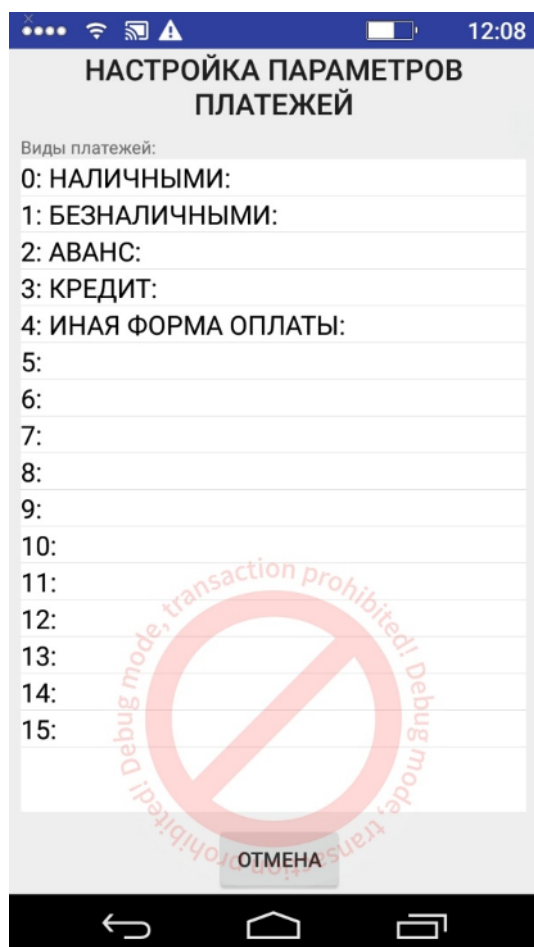 12:08
НАСТРОЙКА ПАРАМЕТРОВ
ПЛАТЕЖЕЙ
Виды платежей:
0: НАЛИЧНЫМИ:
1: БЕЗНАЛИЧНЫМИ:
2: АВАНС:
3: КРЕДИТ:
4: ИНАЯ ФОРМА ОПЛАТЫ:
5:
6:
7:
8:
9:
10:
11:
12:
13:
14:
15:
Debug mode, transaction prohibited! Debug mode, transaction prohibited!
ОТМЕНА